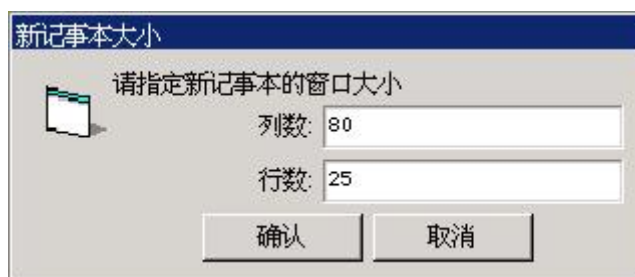 新记事本大小
请指定新记事本的窗口大小
列数: 80
行数: 25
确认 取消